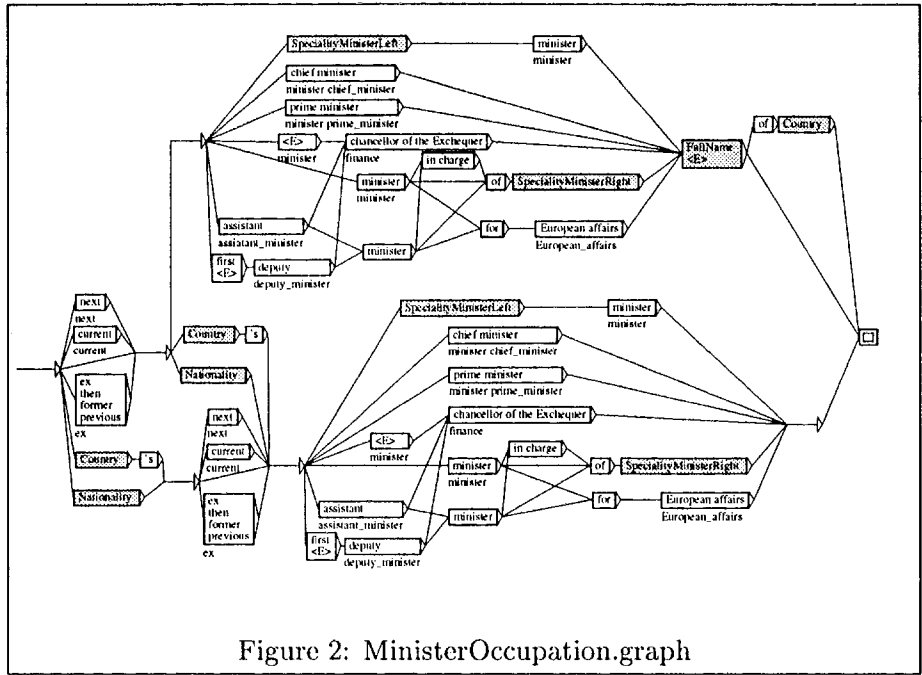 SpecialityMinisterLeft
minister
minister
chief minister
minister chief_minister
prime minister
minister prime_minister
<E>
minister
chancellor of the Exchequer
finance
in charge
minister
minister
of
SpecialityMinisterRight
FullName
<E>
of
Country
assistant
assistant_minister
minister
for
European affairs
European_affairs
first
<E>
deputy
deputy_minister
next
next
current
current
ex
then
former
previous
ex
Country
's
Nationality
Country
's
Nationality
next
next
current
current
ex
then
former
previous
ex
SpecialityMinisterLeft
minister
minister
chief minister
minister chief_minister
prime minister
minister prime_minister
<E>
minister
chancellor of the Exchequer
finance
in charge
minister
minister
of
SpecialityMinisterRight
assistant
assistant_minister
minister
for
European affairs
European_affairs
first
<E>
deputy
deputy_minister
Figure 2: MinisterOccupation.graph